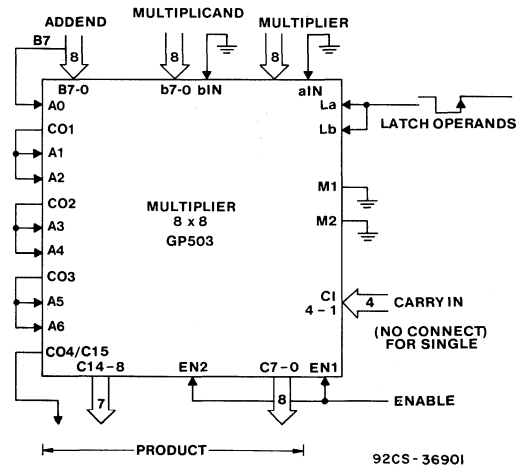 ADDEND
MULTIPLICAND
MULTIPLIER
B7
8
8
8
B7-0
b7-0 bIN
aIN
A0
La
LATCH OPERANDS
CO1
Lb
A1
A2
M1
CO2
MULTIPLIER
8 x 8
GP503
M2
A3
A4
CO3
CI
4-1
4
CARRY IN
A5
(NO CONNECT)
FOR SINGLE
A6
CO4/C15
C14-8
EN2
C7-0
EN1
7
8
ENABLE
PRODUCT
92CS-36901